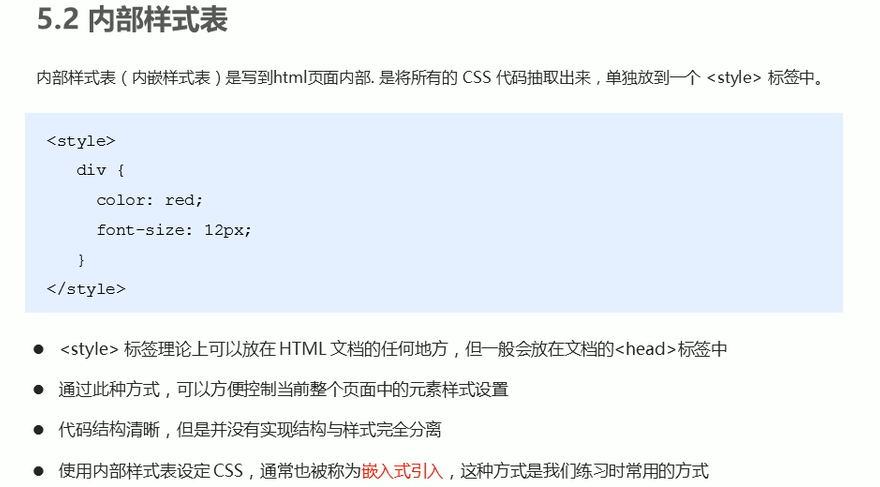 5.2 内部样式表
内部样式表（内嵌样式表）是写到html页面内部. 是将所有的 CSS 代码抽取出来，单独放到一个 <style> 标签中。
<style>
div {
color: red;
font-size: 12px;
}
</style>
● <style> 标签理论上可以放在 HTML 文档的任何地方，但一般会放在文档的<head>标签中
● 通过此种方式，可以方便控制当前整个页面中的元素样式设置
● 代码结构清晰，但是并没有实现结构与样式完全分离
● 使用内部样式表设定 CSS，通常也被称为嵌入式引入，这种方式是我们练习时常用的方式